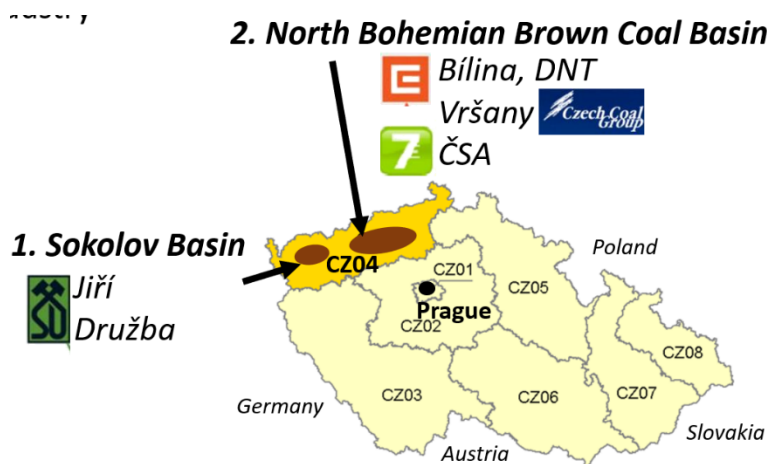 2. North Bohemian Brown Coal Basin
Bílina, DNT
Vršany
Czech Coal
Group
7
ČSA
1. Sokolov Basin
Jiří
Družba
CZ04
CZ01
Prague
CZ02
CZ05
CZ03
CZ06
CZ07
CZ08
Poland
Germany
Austria
Slovakia